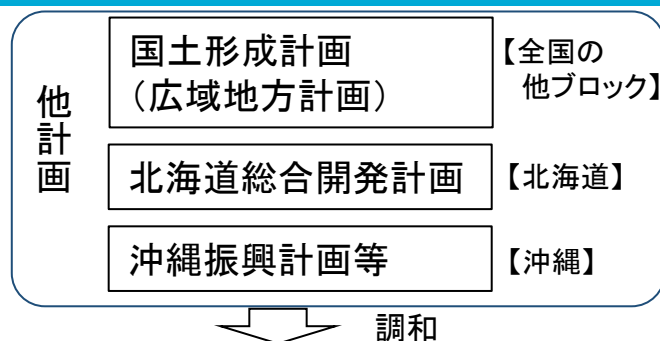 他計画
国土形成計画
（広域地方計画）
【全国の
他ブロック】
北海道総合開発計画
【北海道】
沖縄振興計画等
【沖縄】
調和